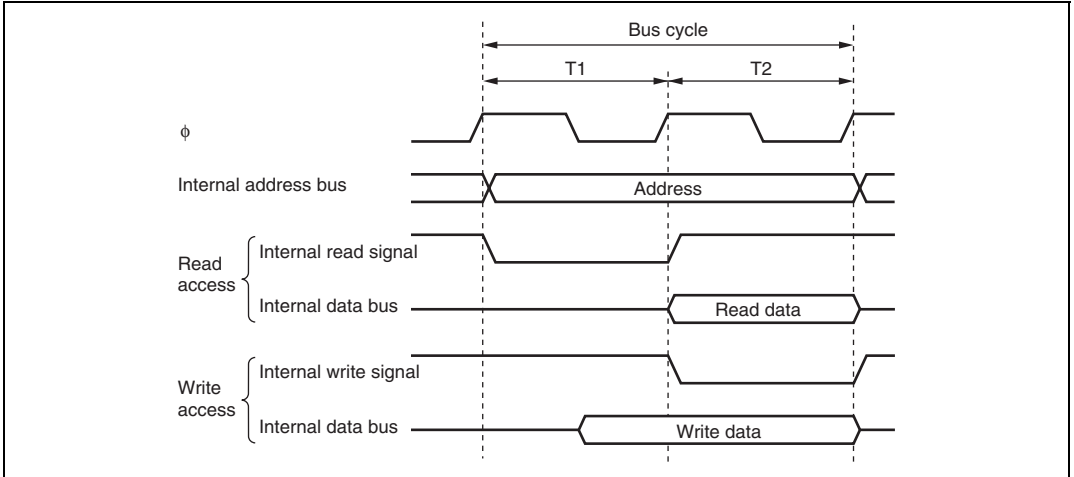 Bus cycle
T1
T2
φ
Internal address bus
Address
Read
access
Internal read signal
Internal data bus
Read data
Write
access
Internal write signal
Internal data bus
Write data